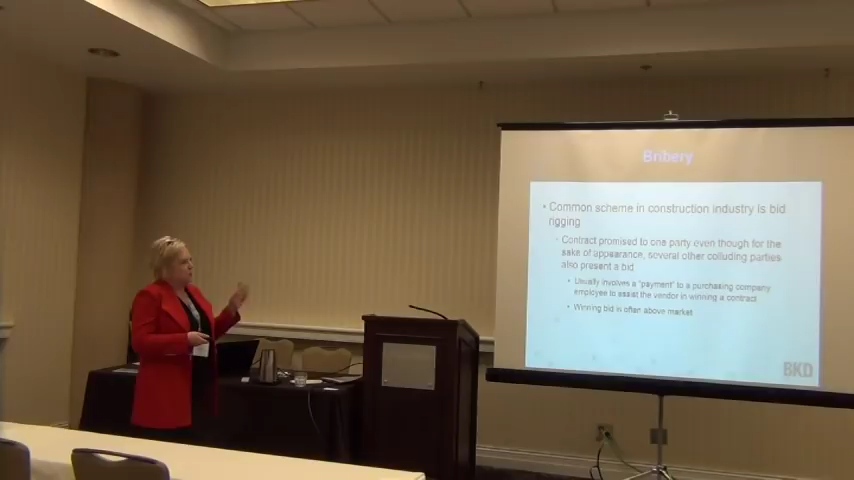 Bribery
• Common scheme in construction industry is bid
rigging
◦ Contract promised to one party even though for the
sake of appearance, several other colluding parties
also present a bid
• Usually involves a "payment" to a purchasing company
employee to assist the vendor in winning a contract
• Winning bid is often above market
BKD